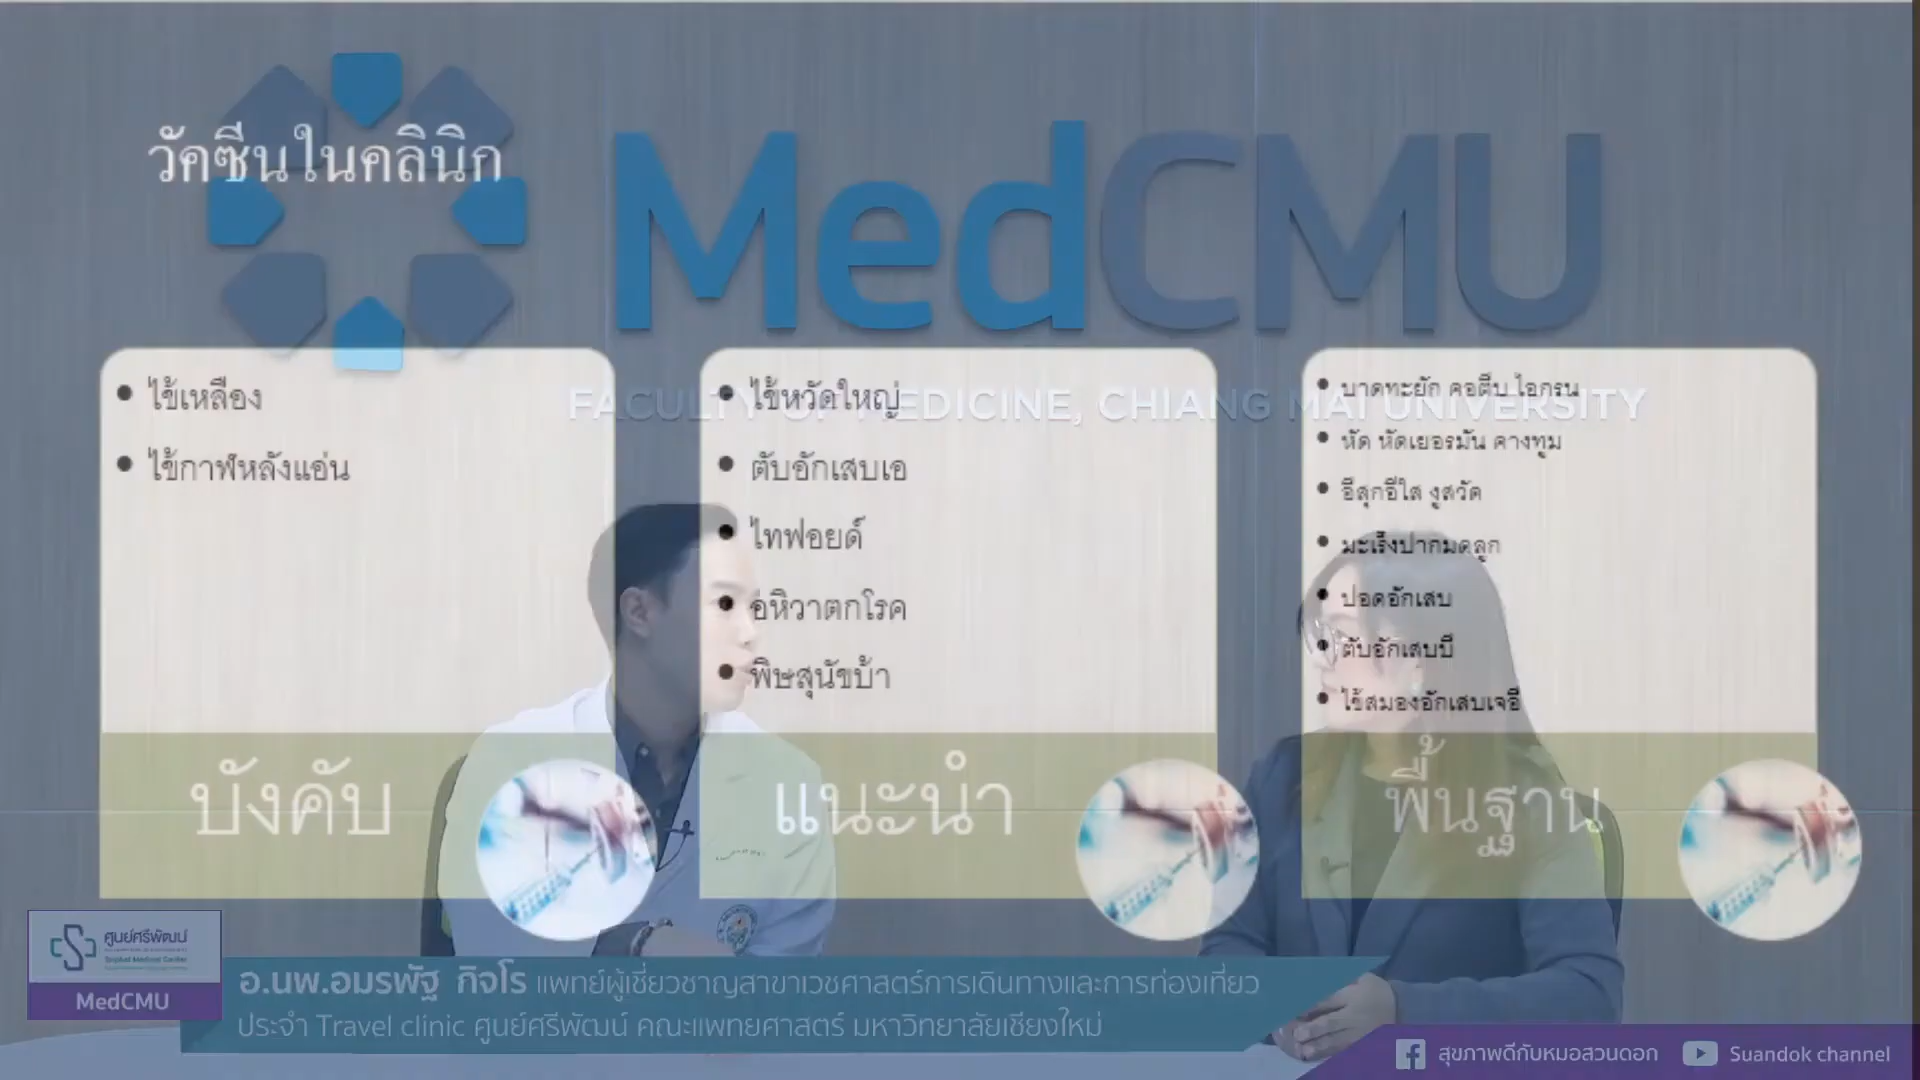 วัคซีนในคลินิก
MedCMU
FACULTY OF MEDICINE, CHIANG MAI UNIVERSITY
• ไข้เหลือง
• ไข้กาฬหลังแอ่น
บังคับ
• ไข้หวัดใหญ่
• ตับอักเสบเอ
• ไทฟอยด์
• อหิวาตกโรค
• พิษสุนัขบ้า
แนะนำ
• บาดทะยัก คอตีบ ไอกรน
• หัด หัดเยอรมัน คางทูม
• อีสุกอีใส งูสวัด
• มะเร็งปากมดลูก
• ปอดอักเสบ
• ตับอักเสบบี
• ไข้สมองอักเสบเจอี
พื้นฐาน
ศูนย์ศรีพัฒน์
Sriphat Medical Center
MedCMU
อ.นพ.อมรพัฐ กิจโร แพทย์ผู้เชี่ยวชาญสาขาเวชศาสตร์การเดินทางและการท่องเที่ยว
ประจำ Travel clinic ศูนย์ศรีพัฒน์ คณะแพทยศาสตร์ มหาวิทยาลัยเชียงใหม่
สุขภาพดีกับหมอสวนดอก
Suandok channel